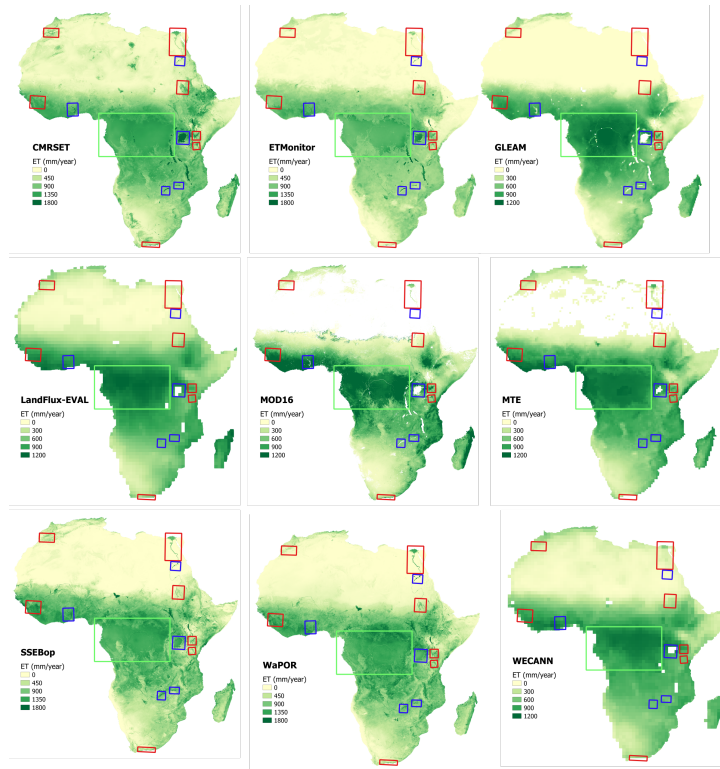 CMRSET
ET (mm/year)
0
450
900
1350
1800
ETMonitor
ET(mm/year)
0
450
900
1350
1800
GLEAM
ET (mm/year)
0
300
600
900
1200
LandFlux-EVAL
ET (mm/year)
0
300
600
900
1200
MOD16
ET (mm/year)
0
300
600
900
1200
MTE
ET (mm/year)
0
300
600
900
1200
SSEBop
ET (mm/year)
0
450
900
1350
1800
WaPOR
ET (mm/year)
0
450
900
1350
1800
WECANN
ET (mm/year)
0
300
600
900
1200